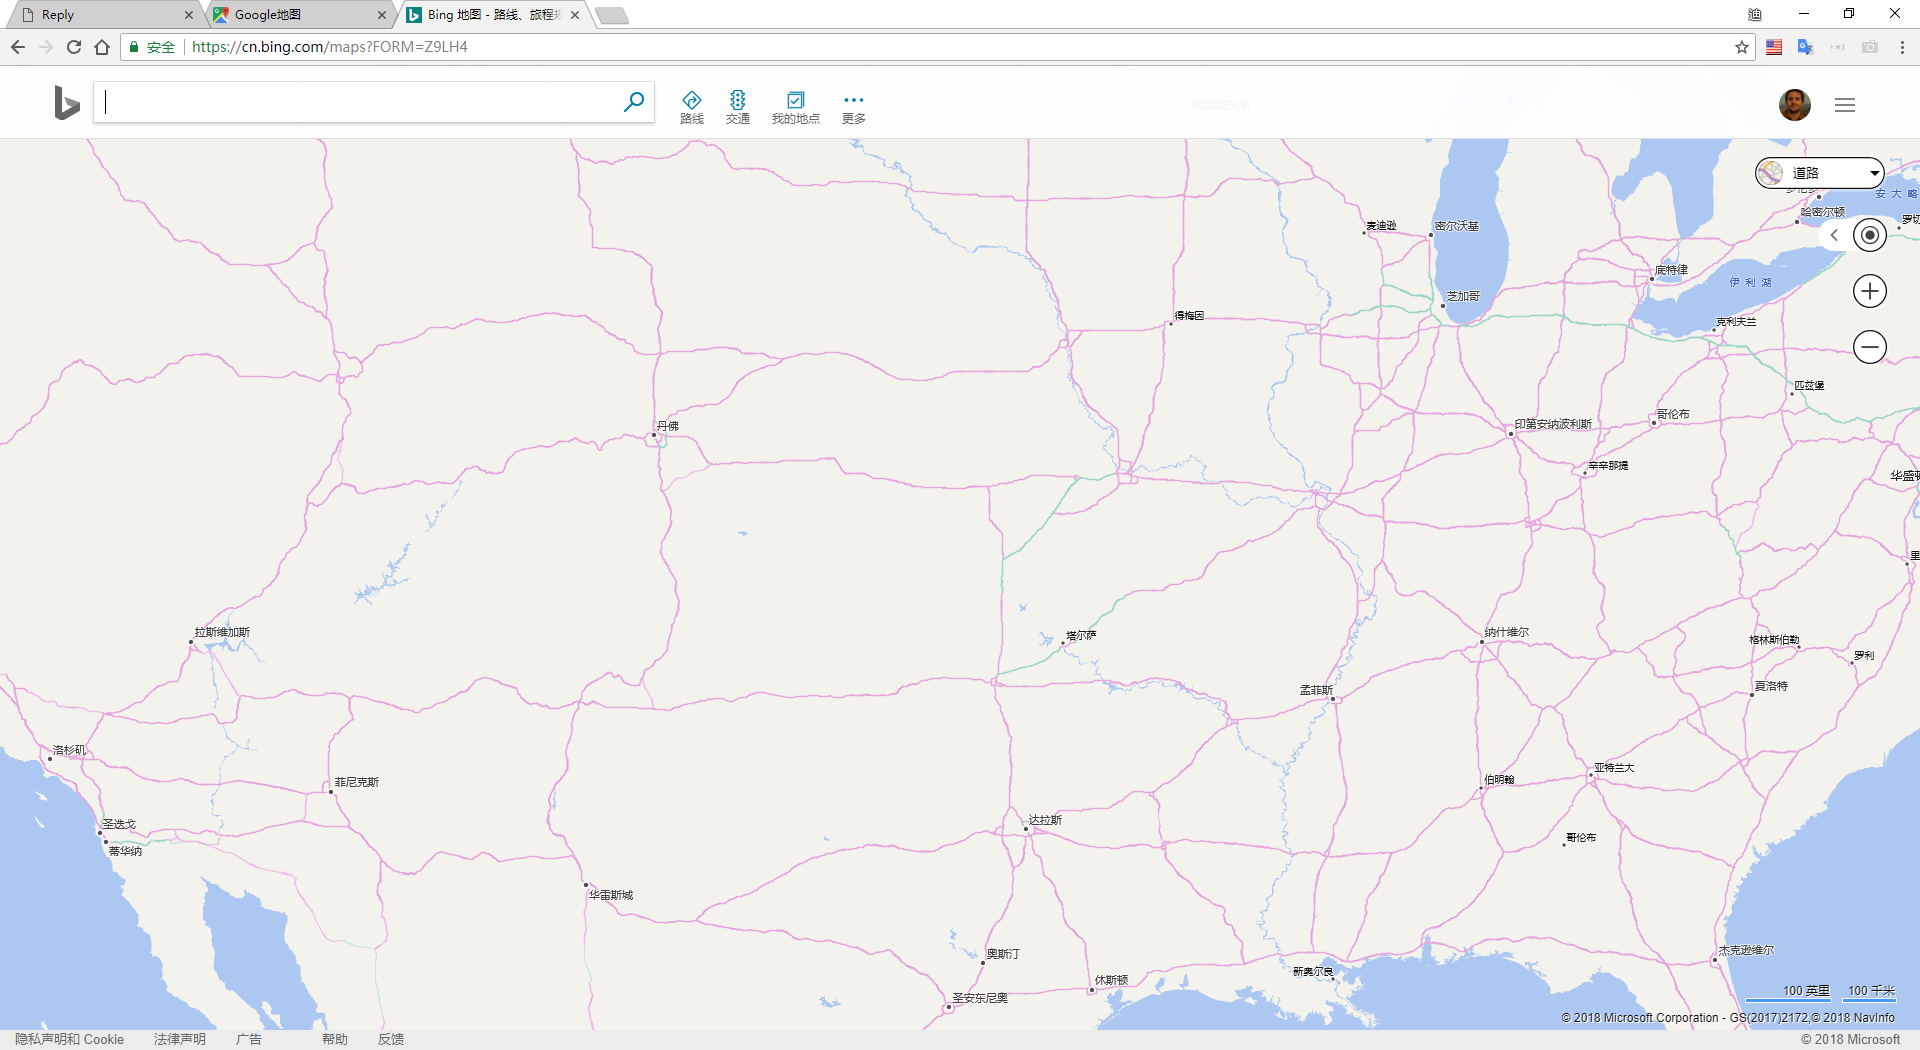 Reply
Google地图
Bing 地图 - 路线、旅程规
安全
https://cn.bing.com/maps?FORM=Z9LH4
路线
交通
我的地点
更多
道路
安大略
哈密尔顿
罗切
麦迪逊
密尔沃基
底特律
伊利湖
芝加哥
得梅因
克利夫兰
匹兹堡
丹佛
印第安纳波利斯
哥伦布
辛辛那提
华盛顿
里
拉斯维加斯
塔尔萨
纳什维尔
格林斯伯勒
罗利
孟菲斯
夏洛特
洛杉矶
菲尼克斯
伯明翰
亚特兰大
圣迭戈
蒂华纳
达拉斯
哥伦布
华雷斯城
奥斯汀
杰克逊维尔
新奥尔良
休斯顿
圣安东尼奥
100 英里
100 千米
© 2018 Microsoft Corporation - GS(2017)2172,© 2018 NavInfo
隐私声明和 Cookie
法律声明
广告
帮助
反馈
© 2018 Microsoft